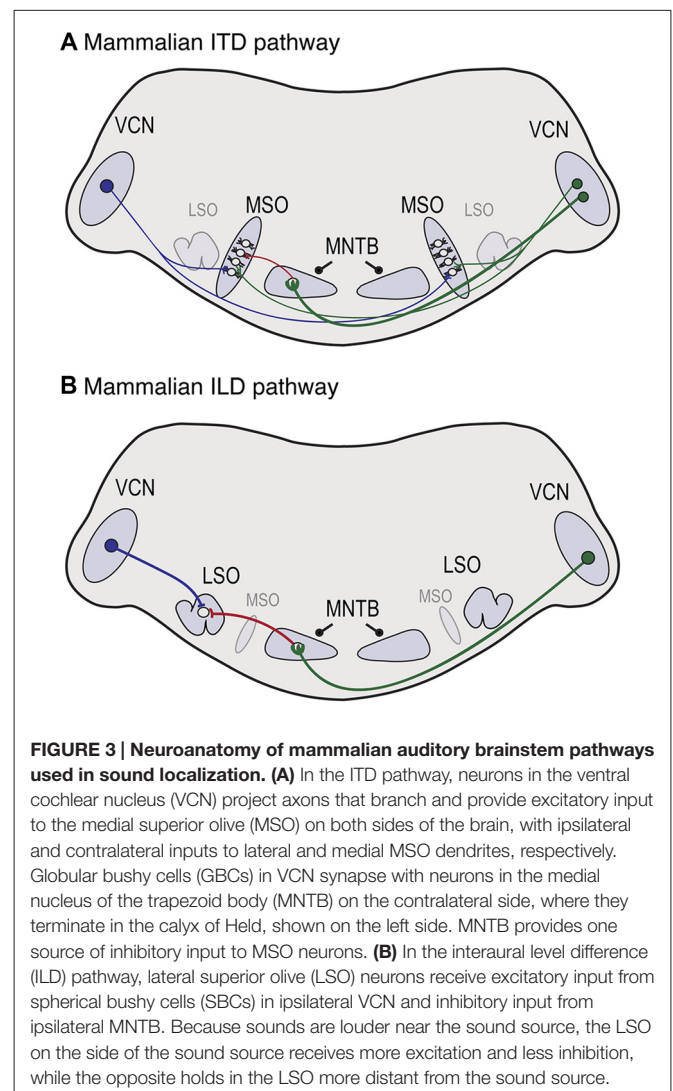 A Mammalian ITD pathway
VCN
VCN
LSO
MSO
MSO
LSO
MNTB
B Mammalian ILD pathway
VCN
VCN
LSO
MSO
MNTB
MSO
LSO
FIGURE 3 | Neuroanatomy of mammalian auditory brainstem pathways
used in sound localization. (A) In the ITD pathway, neurons in the ventral
cochlear nucleus (VCN) project axons that branch and provide excitatory input
to the medial superior olive (MSO) on both sides of the brain, with ipsilateral
and contralateral inputs to lateral and medial MSO dendrites, respectively.
Globular bushy cells (GBCs) in VCN synapse with neurons in the medial
nucleus of the trapezoid body (MNTB) on the contralateral side, where they
terminate in the calyx of Held, shown on the left side. MNTB provides one
source of inhibitory input to MSO neurons. (B) In the interaural level difference
(ILD) pathway, lateral superior olive (LSO) neurons receive excitatory input from
spherical bushy cells (SBCs) in ipsilateral VCN and inhibitory input from
ipsilateral MNTB. Because sounds are louder near the sound source, the LSO
on the side of the sound source receives more excitation and less inhibition,
while the opposite holds in the LSO more distant from the sound source.